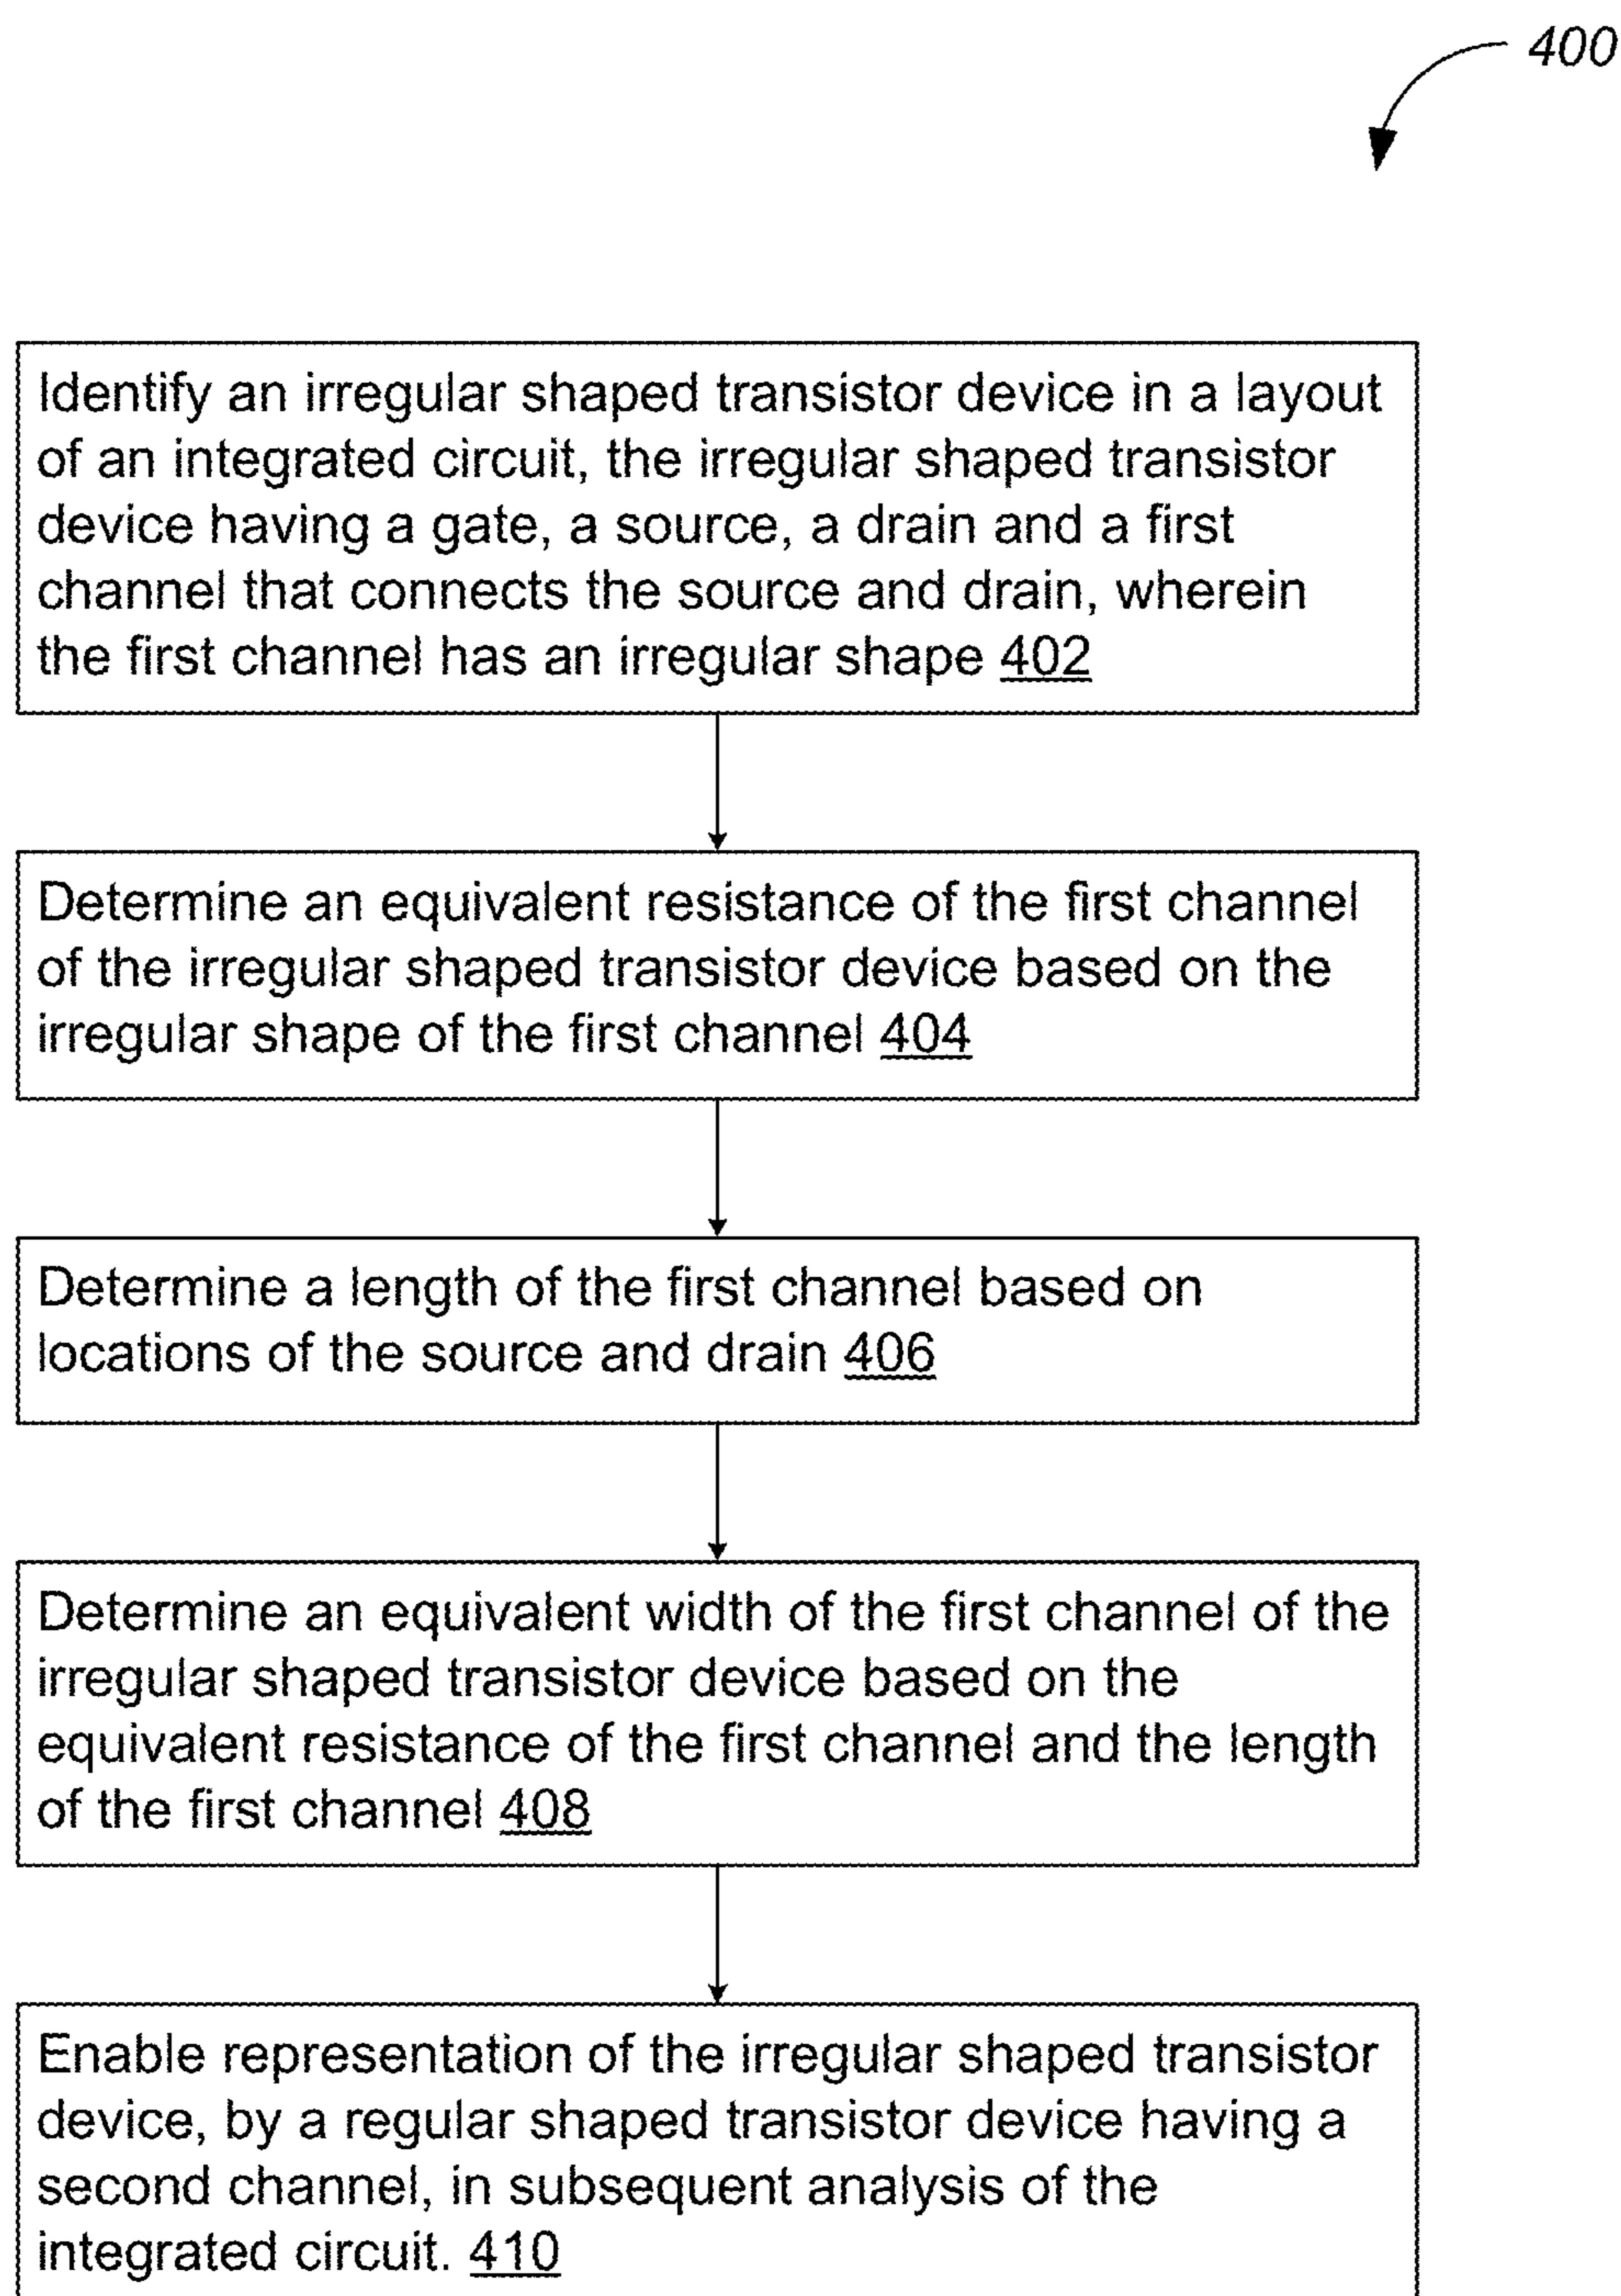 400
Identify an irregular shaped transistor device in a layout
of an integrated circuit, the irregular shaped transistor
device having a gate, a source, a drain and a first
channel that connects the source and drain, wherein
the first channel has an irregular shape 402
Determine an equivalent resistance of the first channel
of the irregular shaped transistor device based on the
irregular shape of the first channel 404
Determine a length of the first channel based on
locations of the source and drain 406
Determine an equivalent width of the first channel of the
irregular shaped transistor device based on the
equivalent resistance of the first channel and the length
of the first channel 408
Enable representation of the irregular shaped transistor
device, by a regular shaped transistor device having a
second channel, in subsequent analysis of the
integrated circuit. 410